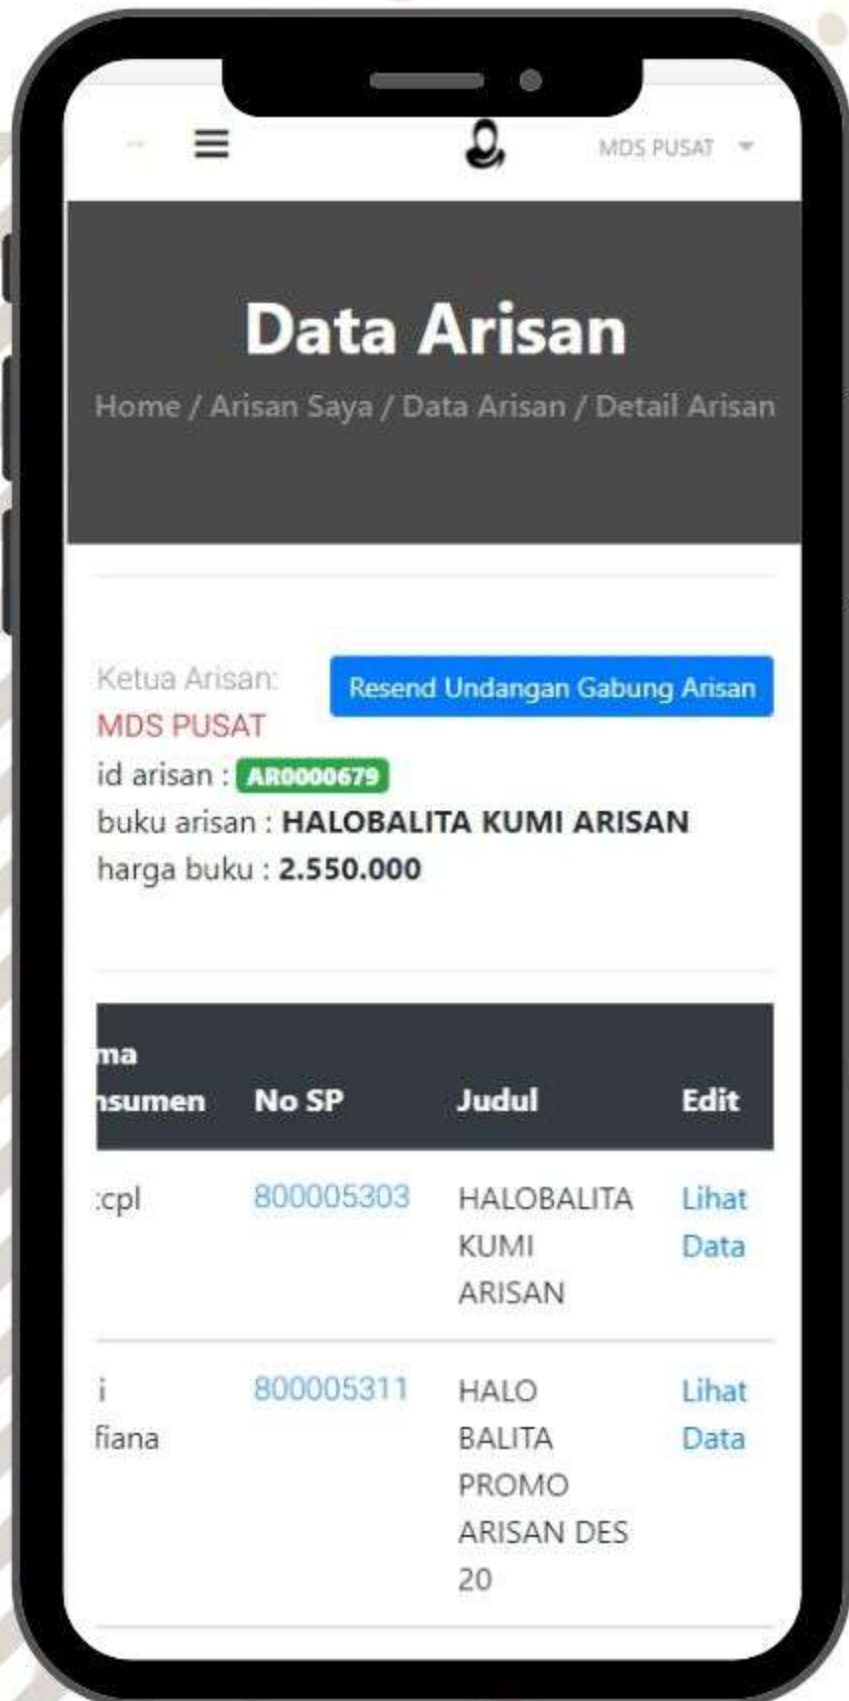 MDS PUSAT
Data Arisan
Home / Arisan Saya / Data Arisan / Detail Arisan
Ketua Arisan:
Resend Undangan Gabung Arisan
MDS PUSAT
id arisan : AR0000679
buku arisan : HALOBALITA KUMI ARISAN
harga buku : 2.550.000
ma
nsumen No SP Judul Edit
cpl 800005303 HALOBALITA Lihat
KUMI Data
ARISAN
i 800005311 HALO Lihat
fiana BALITA Data
PROMO
ARISAN DES
20